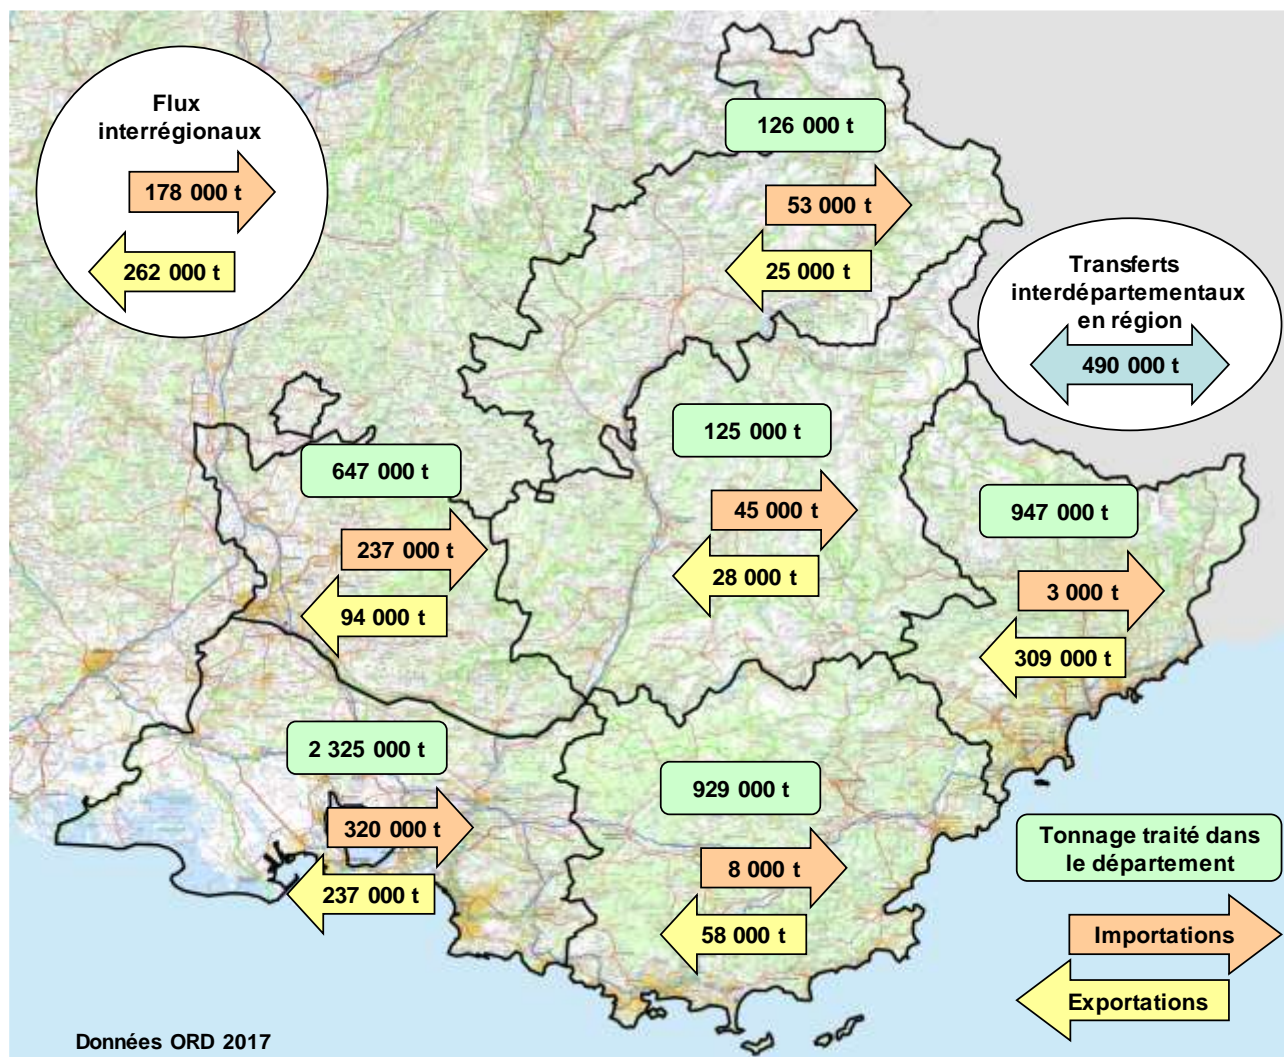 Flux
interrégionaux
178 000 t
262 000 t
126 000 t
53 000 t
25 000 t
Transferts
interdépartementaux
en région
490 000 t
125 000 t
45 000 t
28 000 t
647 000 t
237 000 t
94 000 t
947 000 t
3 000 t
309 000 t
2 325 000 t
320 000 t
237 000 t
929 000 t
8 000 t
58 000 t
Tonnage traité dans
le département
Importations
Exportations
Données ORD 2017